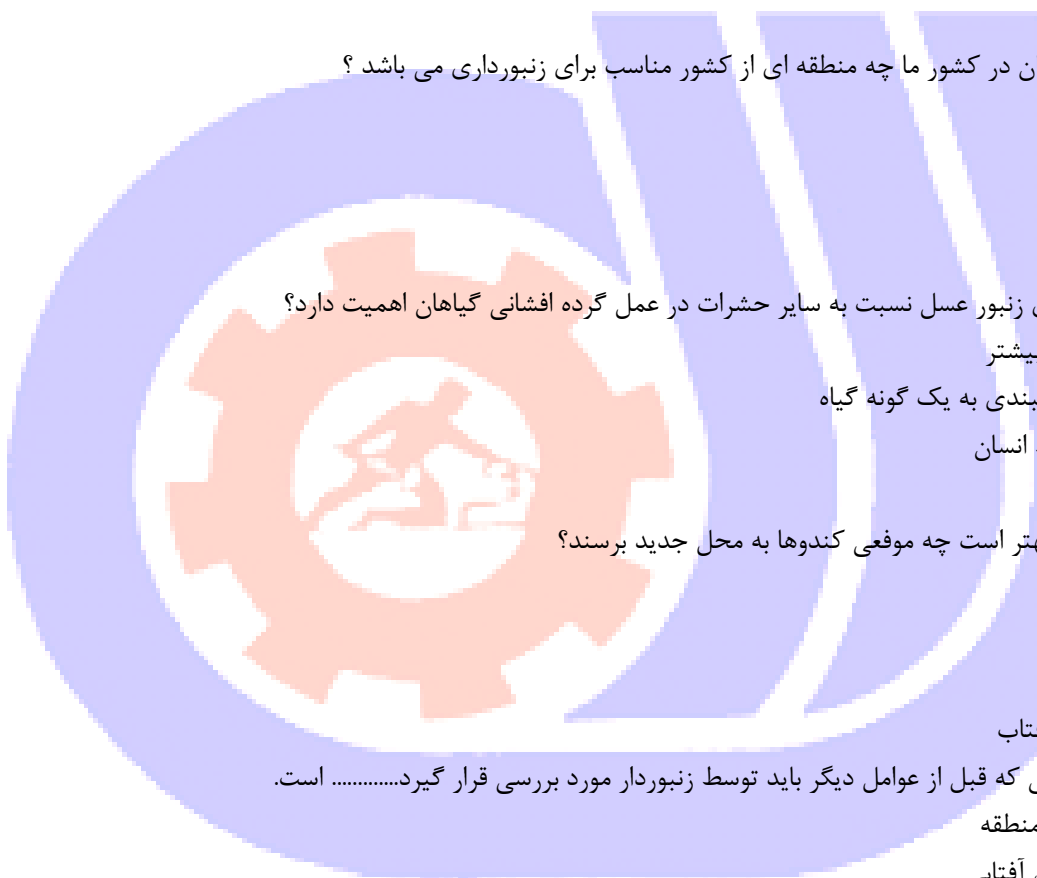 ن در کشور ما چه منطقه ای از کشور مناسب برای زنبورداری می باشد ؟
زنبور عسل نسبت به سایر حشرات در عمل گرده افشانی گیاهان اهمیت دارد؟
یشتر
بندی به یک گونه گیاه
انسان
هتر است چه موفعی کندوها به محل جدید برسند؟
تاب
که قبل از عوامل دیگر باید توسط زنبوردار مورد بررسی قرار گیرد............ است.
منطقه
آفتابی